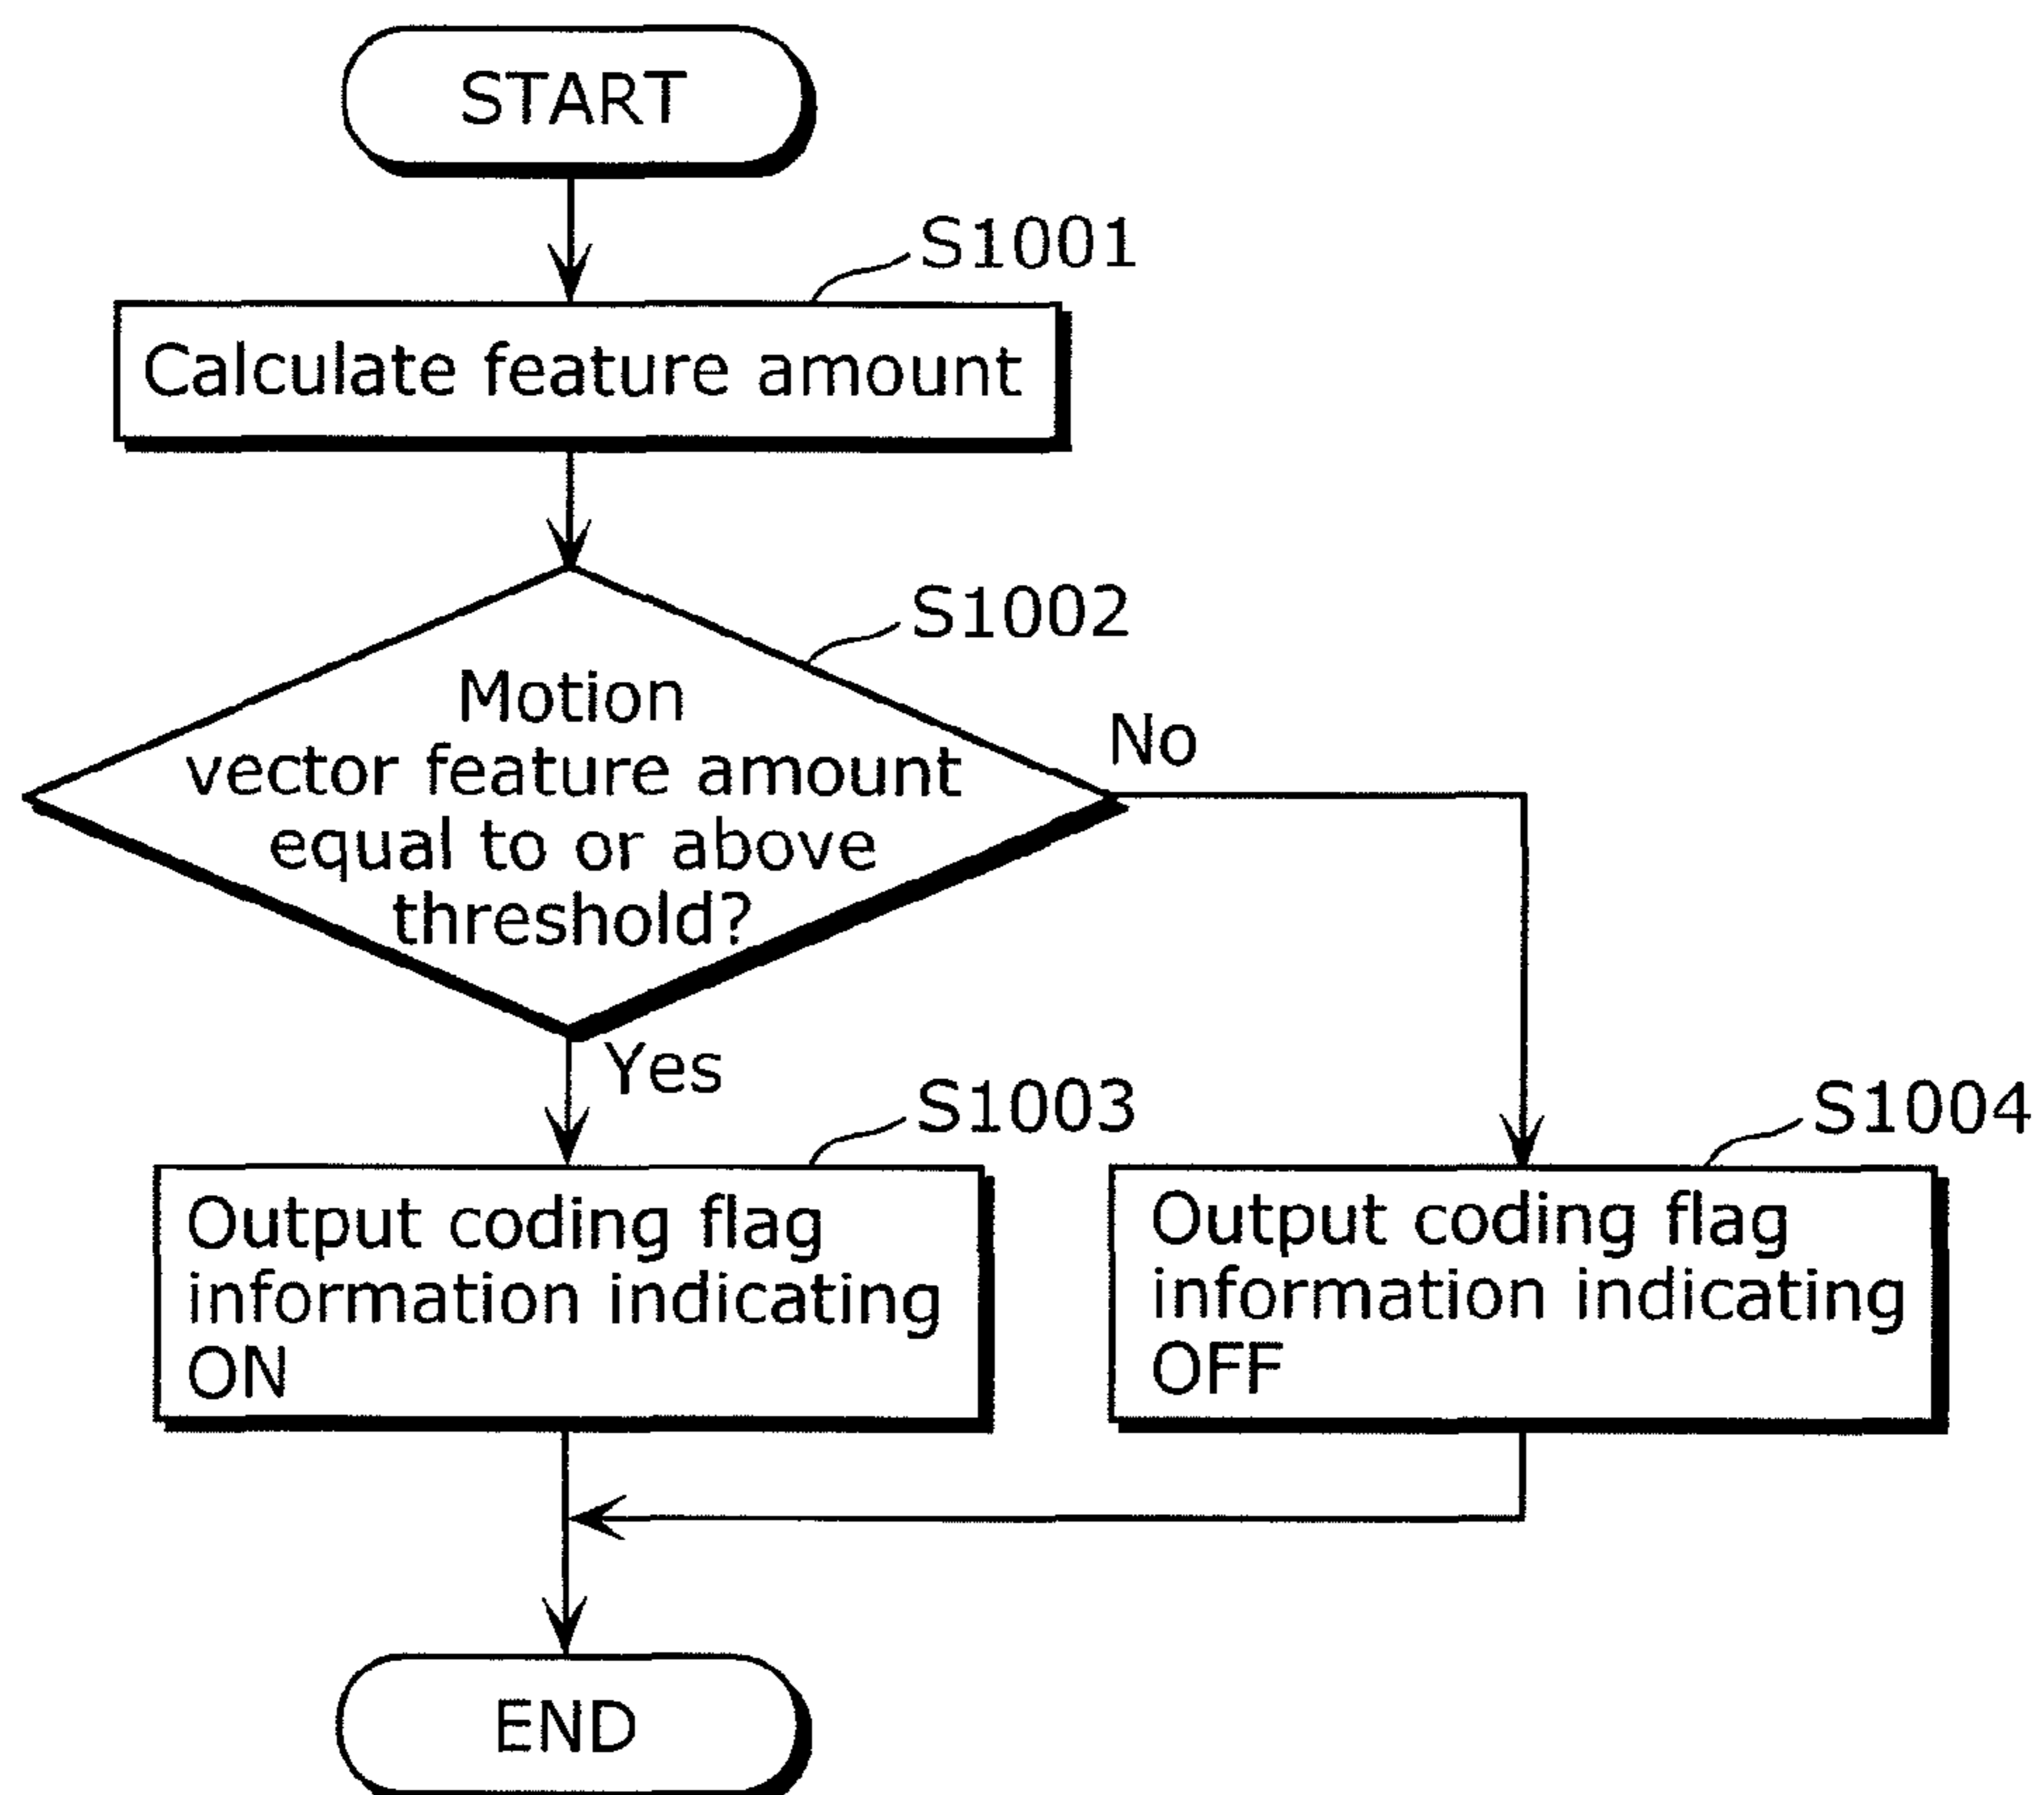 START
S1001
Calculate feature amount
S1002
Motion
vector feature amount
equal to or above
threshold?
No
Yes
S1003
Output coding flag
information indicating
ON
S1004
Output coding flag
information indicating
OFF
END